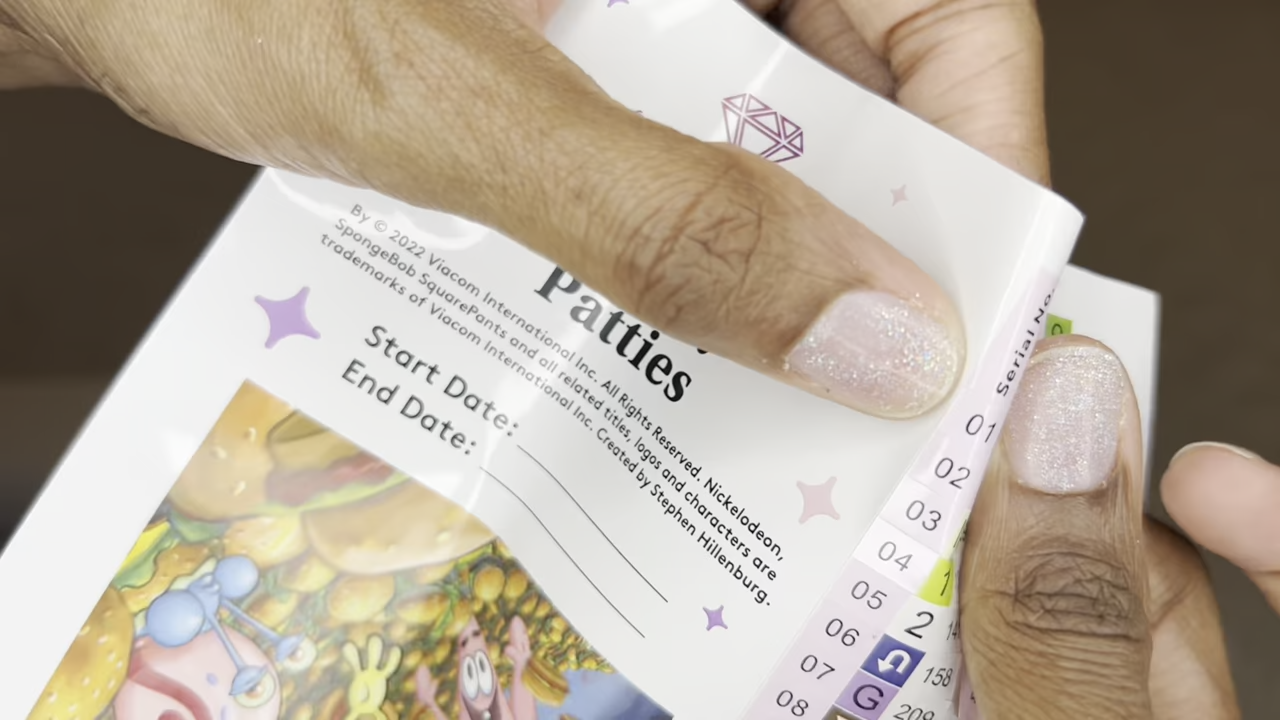 Patties
By © 2022 Viacom International Inc. All Rights Reserved. Nickelodeon,
SpongeBob SquarePants and all related titles, logos and characters are
trademarks of Viacom International Inc. Created by Stephen Hillenburg.
Start Date:
End Date:
Serial No.
01
02
03
04 1
05 2
06 158
07 G 209
08